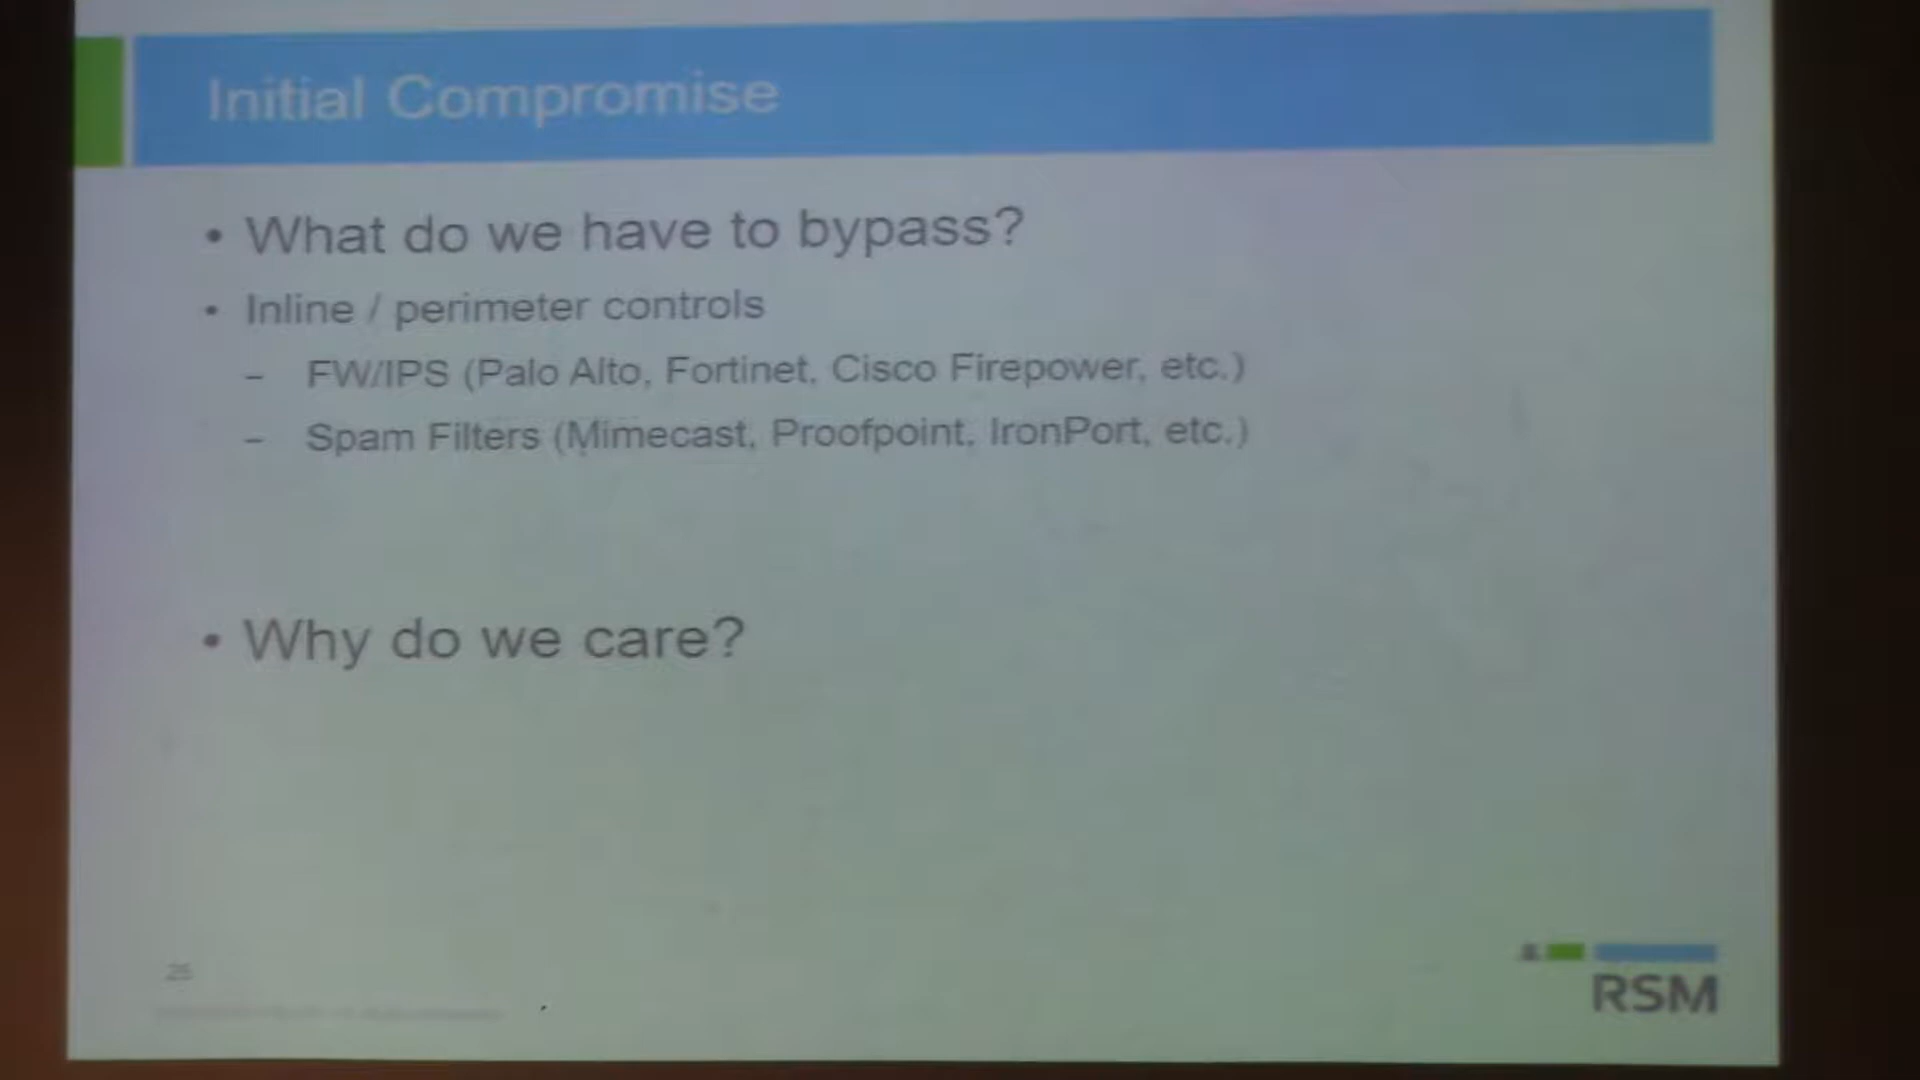 Initial Compromise
• What do we have to bypass?
• Inline / perimeter controls
– FW/IPS (Palo Alto, Fortinet, Cisco Firepower, etc.)
– Spam Filters (Mimecast, Proofpoint, IronPort, etc.)
• Why do we care?
RSM